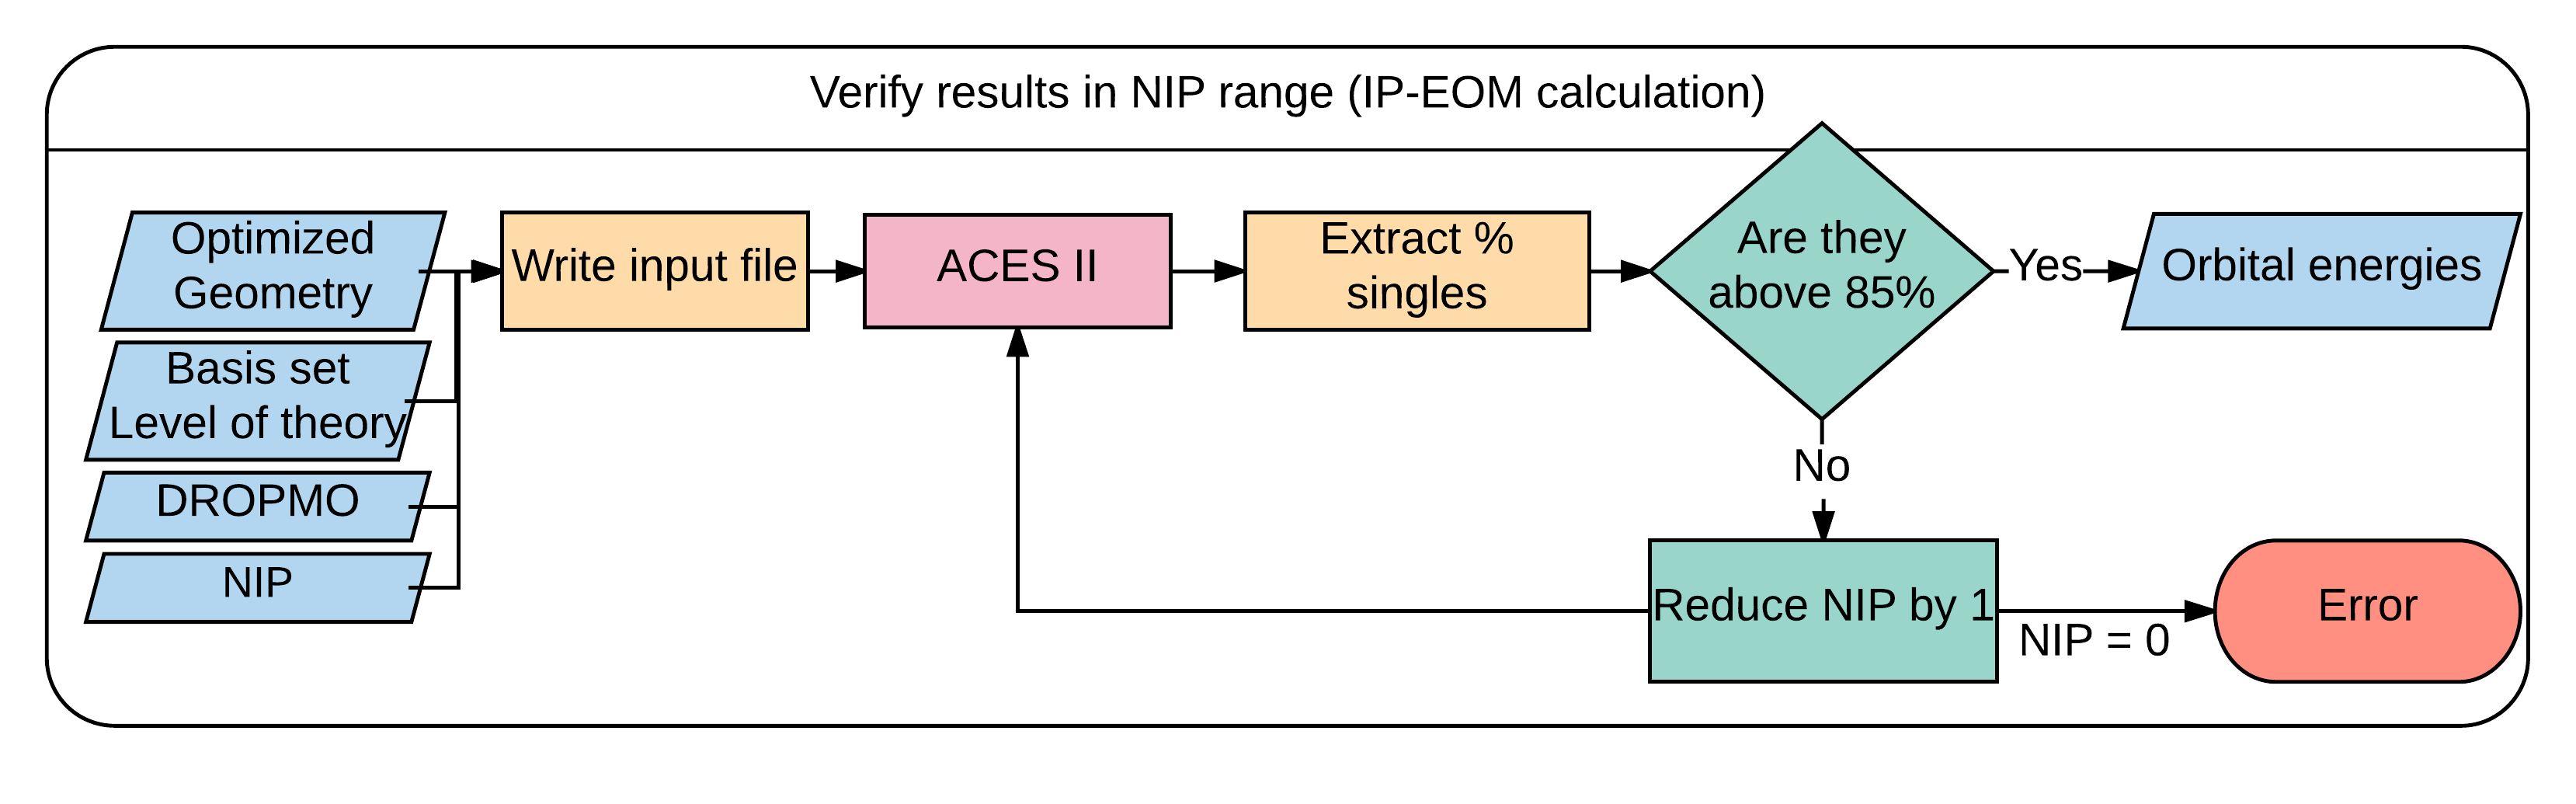 Verify results in NIP range (IP-EOM calculation)
Optimized
Geometry
Basis set
Level of theory
DROPMO
NIP
Write input file
ACES II
Extract %
singles
Are they
above 85%
Yes
Orbital energies
No
Reduce NIP by 1
NIP = 0
Error